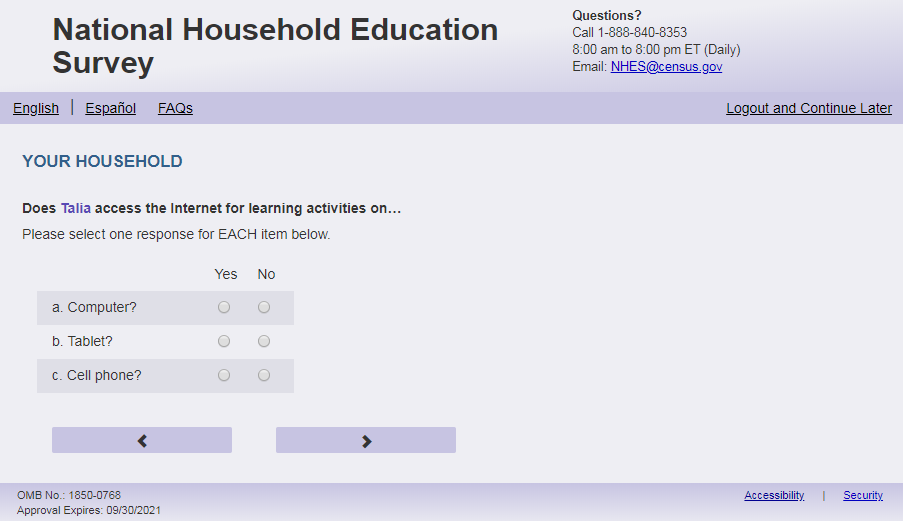 National Household Education
Survey
Questions?
Call 1-888-840-8353
8:00 am to 8:00 pm ET (Daily)
Email: NHES@census.gov
English | Español FAQs Logout and Continue Later
YOUR HOUSEHOLD
Does Talia access the Internet for learning activities on…
Please select one response for EACH item below.
Yes No
a. Computer?
b. Tablet?
c. Cell phone?
OMB No.: 1850-0768
Approval Expires: 09/30/2021
Accessibility | Security